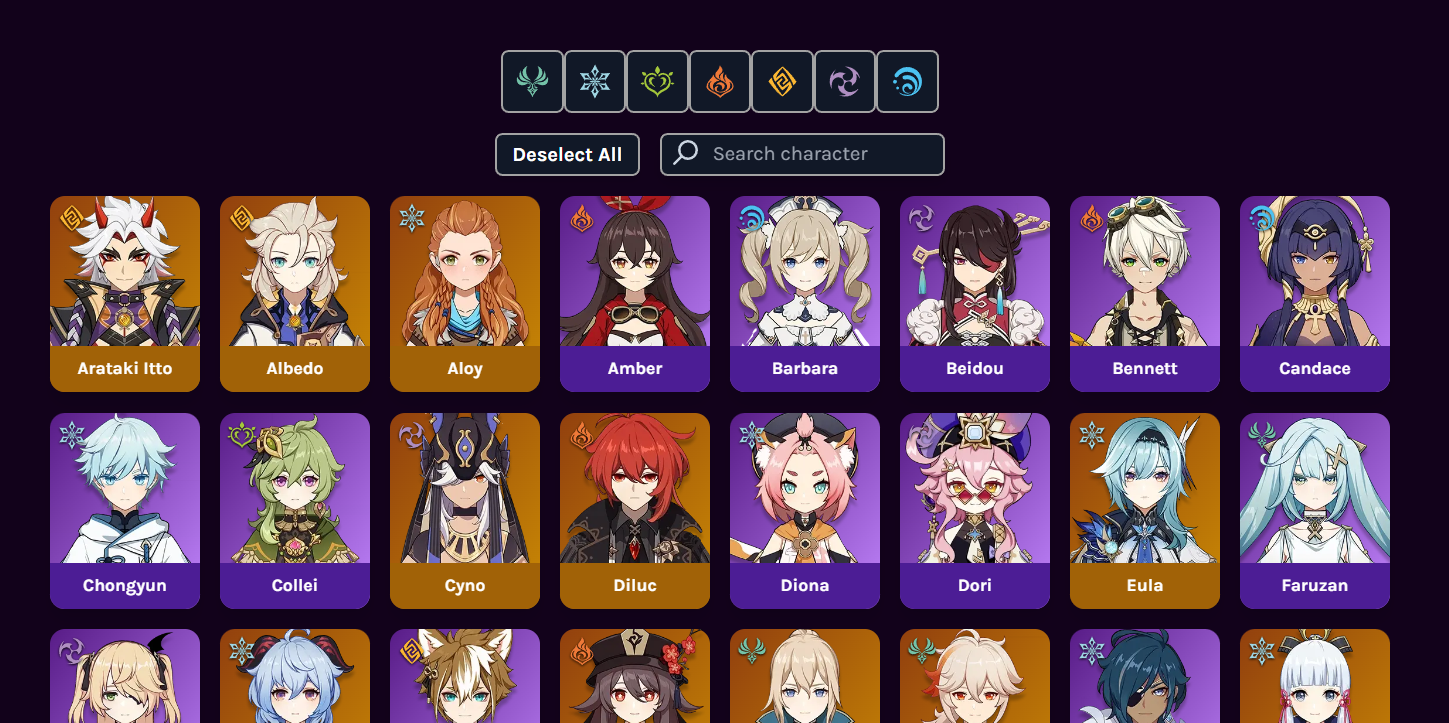 Deselect All
Search character
Arataki Itto
Albedo
Aloy
Amber
Barbara
Beidou
Bennett
Candace
Chongyun
Collei
Cyno
Diluc
Diona
Dori
Eula
Faruzan